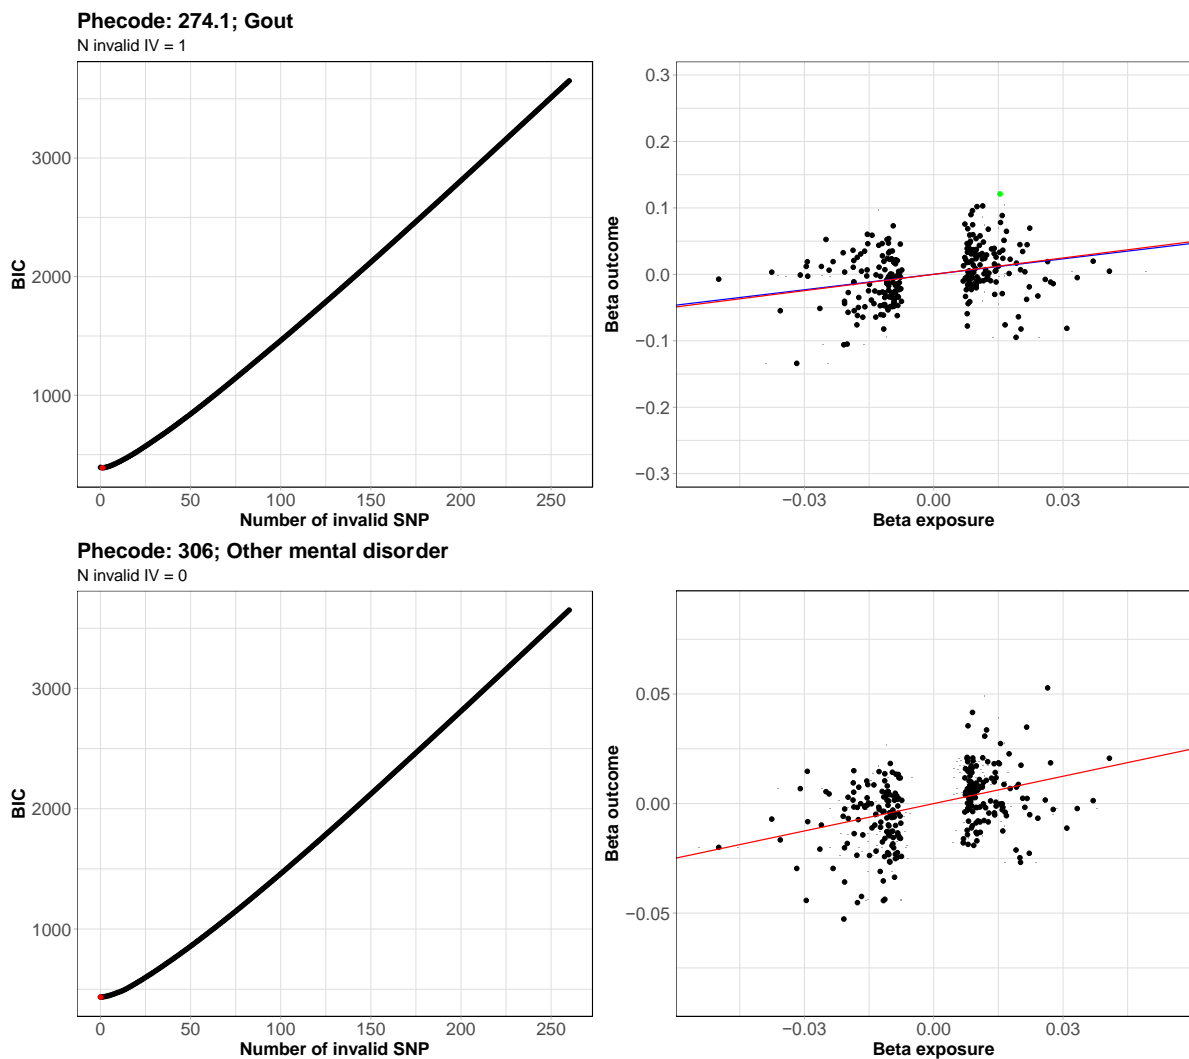 Phecode: 274.1; Gout
N invalid IV = 1
BIC
3000
2000
1000
0 50 100 150 200 250
Number of invalid SNP
Beta outcome
0.3
0.2
0.1
0.0
−0.1
−0.2
−0.3
−0.03 0.00 0.03
Beta exposure
Phecode: 306; Other mental disorder
N invalid IV = 0
BIC
3000
2000
1000
0 50 100 150 200 250
Number of invalid SNP
Beta outcome
0.05
0.00
−0.05
−0.03 0.00 0.03
Beta exposure